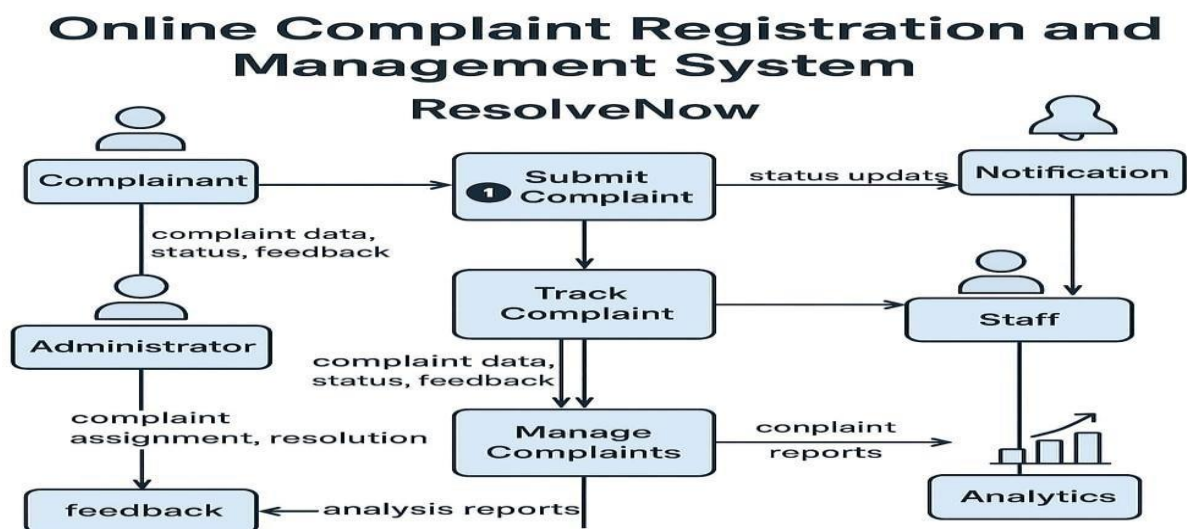 Online Complaint Registration and
Management System
ResolveNow
Complainant
1 Submit
Complaint
status updats
Notification
complaint data,
status, feedback
Track
Complaint
Staff
Administrator
complaint data,
status, feedback
complaint
assignment, resolution
Manage
Complaints
conplaint
reports
feedback
analysis reports
Analytics